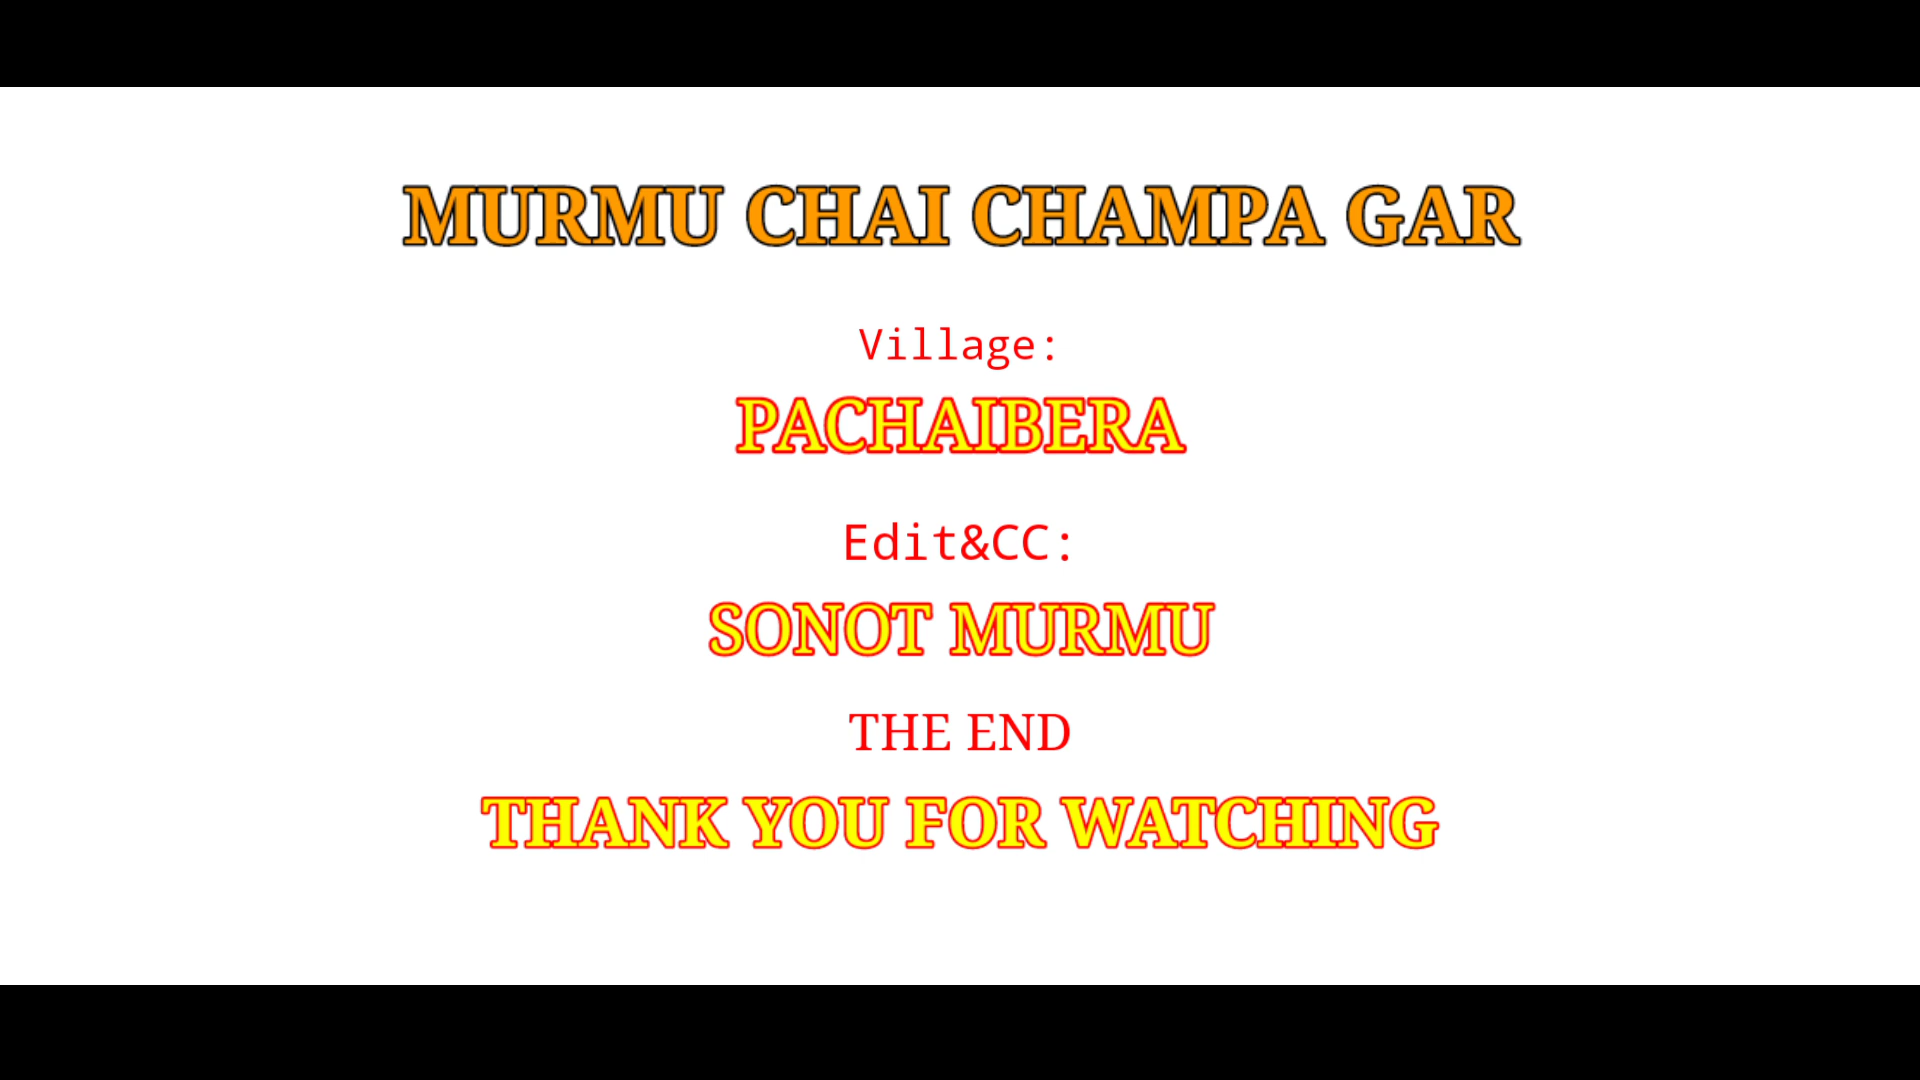 MURMU CHAI CHAMPA GAR
Village:
PACHAIBERA
Edit&CC:
SONOT MURMU
THE END
THANK YOU FOR WATCHING